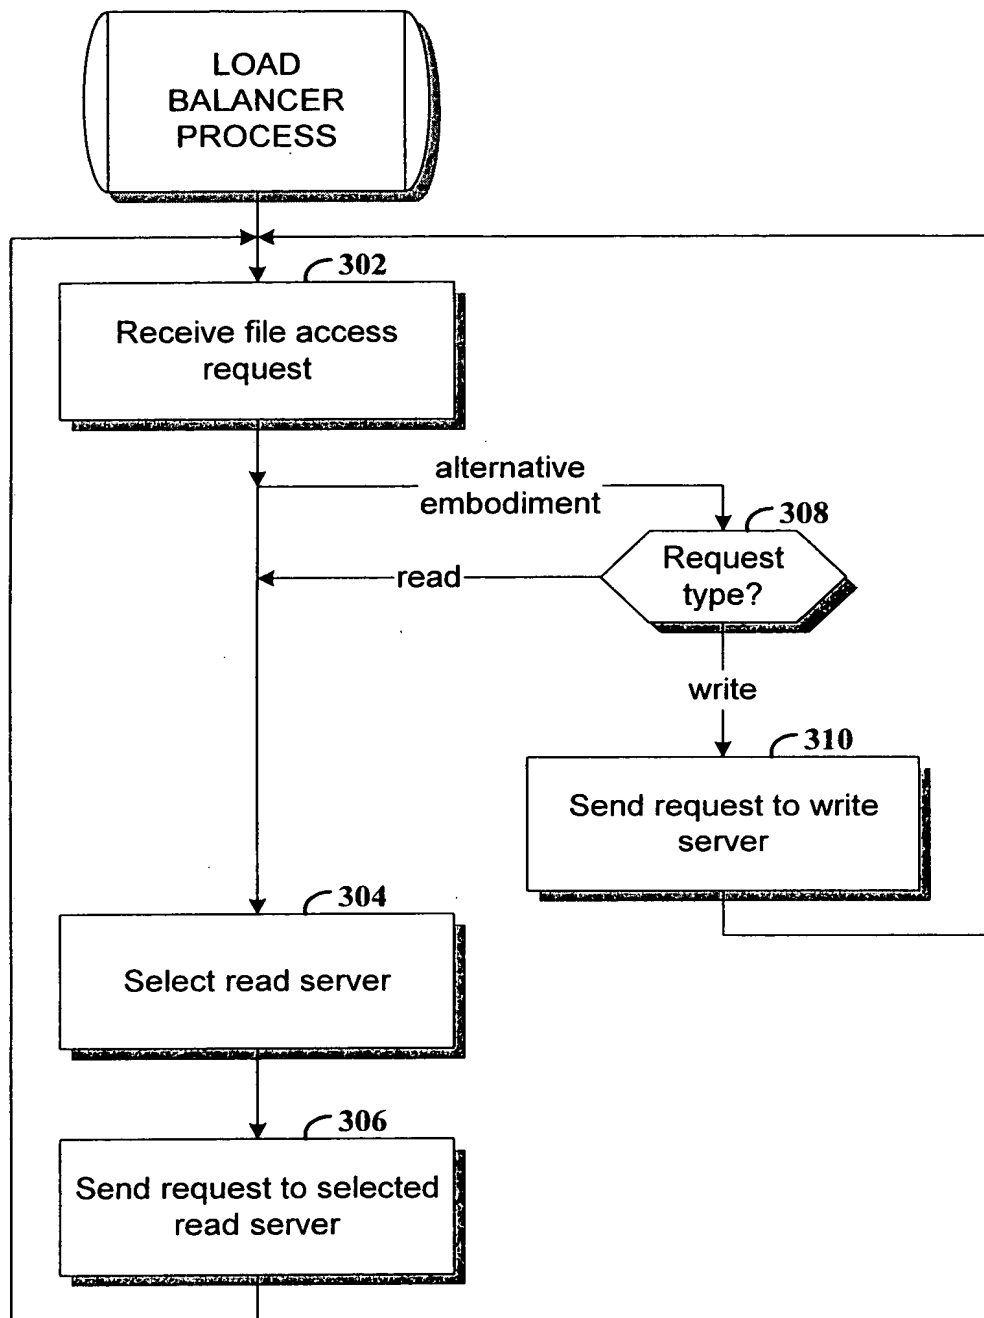 LOAD
BALANCER
PROCESS
302
Receive file access
request
alternative
embodiment
308
Request
type?
read
write
310
Send request to write
server
304
Select read server
306
Send request to selected
read server